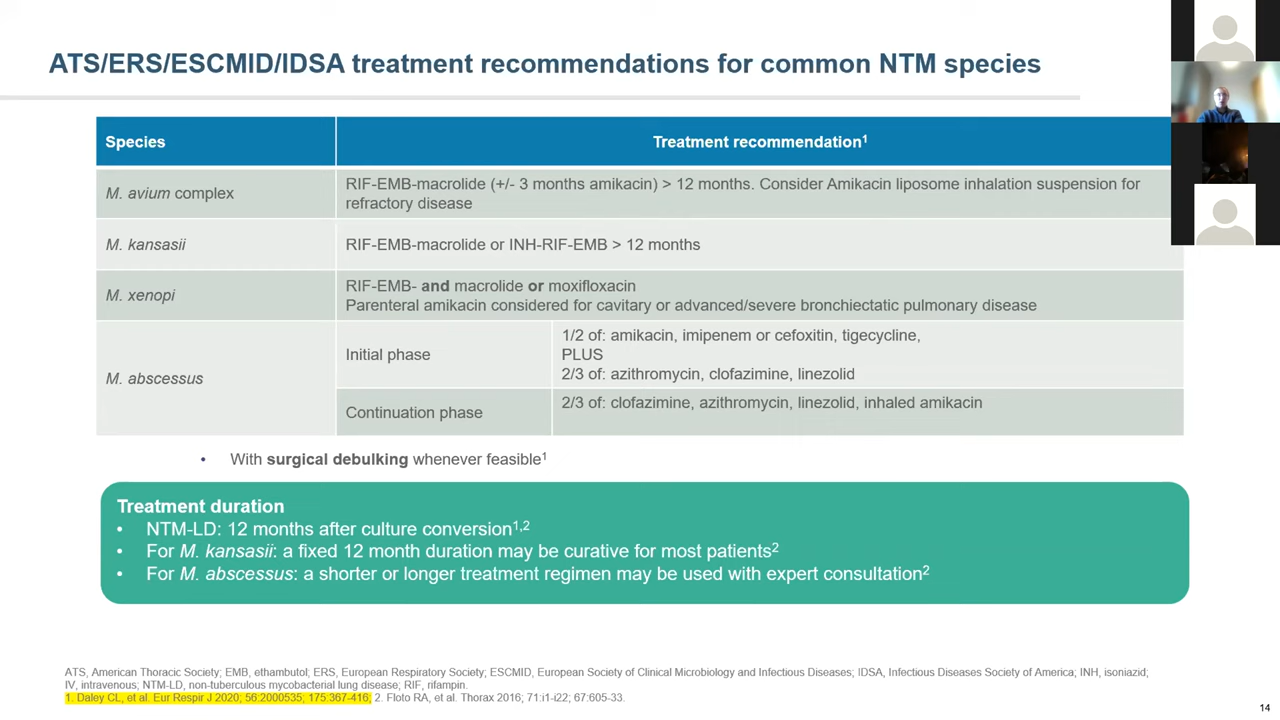 ATS/ERS/ESCMID/IDSA treatment recommendations for common NTM species
Species
Treatment recommendation1
M. avium complex
RIF-EMB-macrolide (+/- 3 months amikacin) > 12 months. Consider Amikacin liposome inhalation suspension for
refractory disease
M. kansasii
RIF-EMB-macrolide or INH-RIF-EMB > 12 months
M. xenopi
RIF-EMB- and macrolide or moxifloxacin
Parenteral amikacin considered for cavitary or advanced/severe bronchiectatic pulmonary disease
M. abscessus
Initial phase
1/2 of: amikacin, imipenem or cefoxitin, tigecycline,
PLUS
2/3 of: azithromycin, clofazimine, linezolid
Continuation phase
2/3 of: clofazimine, azithromycin, linezolid, inhaled amikacin
• With surgical debulking whenever feasible1
Treatment duration
• NTM-LD: 12 months after culture conversion1,2
• For M. kansasii: a fixed 12 month duration may be curative for most patients2
• For M. abscessus: a shorter or longer treatment regimen may be used with expert consultation2
ATS, American Thoracic Society; EMB, ethambutol; ERS, European Respiratory Society; ESCMID, European Society of Clinical Microbiology and Infectious Diseases; IDSA, Infectious Diseases Society of America; INH, isoniazid;
IV, intravenous; NTM-LD, non-tuberculous mycobacterial lung disease; RIF, rifampin.
1. Daley CL, et al. Eur Respir J 2020; 56:2000535; 175:367-416, 2. Floto RA, et al. Thorax 2016; 71:i1-i22; 67:605-33.
14